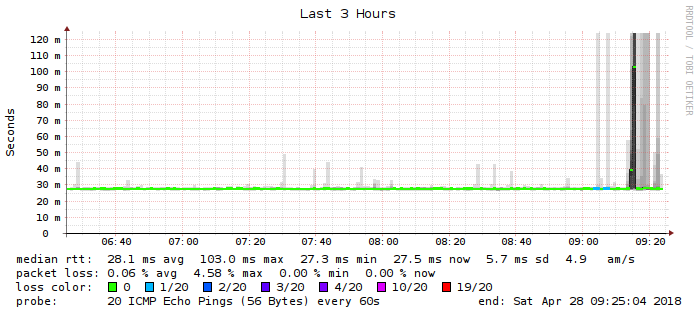 Last 3 Hours
RRDTOOL / TOBI OETIKER
Seconds
120 m
110 m
100 m
90 m
80 m
70 m
60 m
50 m
40 m
30 m
20 m
10 m
0
06:40 07:00 07:20 07:40 08:00 08:20 08:40 09:00 09:20
median rtt: 28.1 ms avg 103.0 ms max 27.3 ms min 27.5 ms now 5.7 ms sd 4.9 am/s
packet loss: 0.06 % avg 4.58 % max 0.00 % min 0.00 % now
loss color: 0 1/20 2/20 3/20 4/20 10/20 19/20
probe: 20 ICMP Echo Pings (56 Bytes) every 60s end: Sat Apr 28 09:25:04 2018